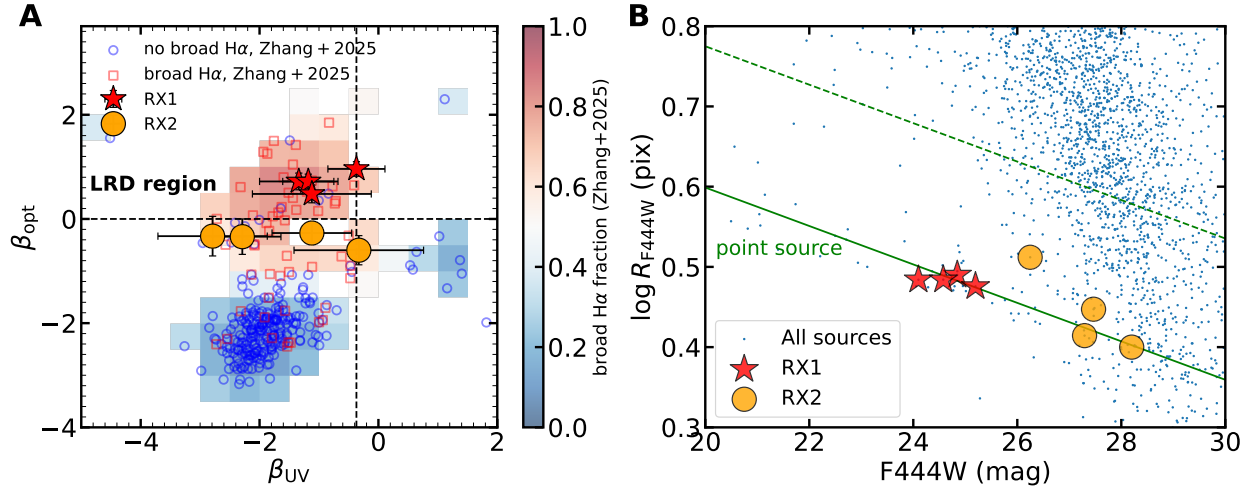 A
no broad Hα, Zhang+2025
broad Hα, Zhang+2025
RX1
RX2
LRD region
2
0
−2
−4
−4
−2
0
2
β_opt
β_UV
1.0
0.8
0.6
0.4
0.2
0.0
broad Hα fraction (Zhang+2025)
B
0.8
0.7
0.6
0.5
0.4
0.3
log R_F444W (pix)
point source
All sources
RX1
RX2
20
22
24
26
28
30
F444W (mag)